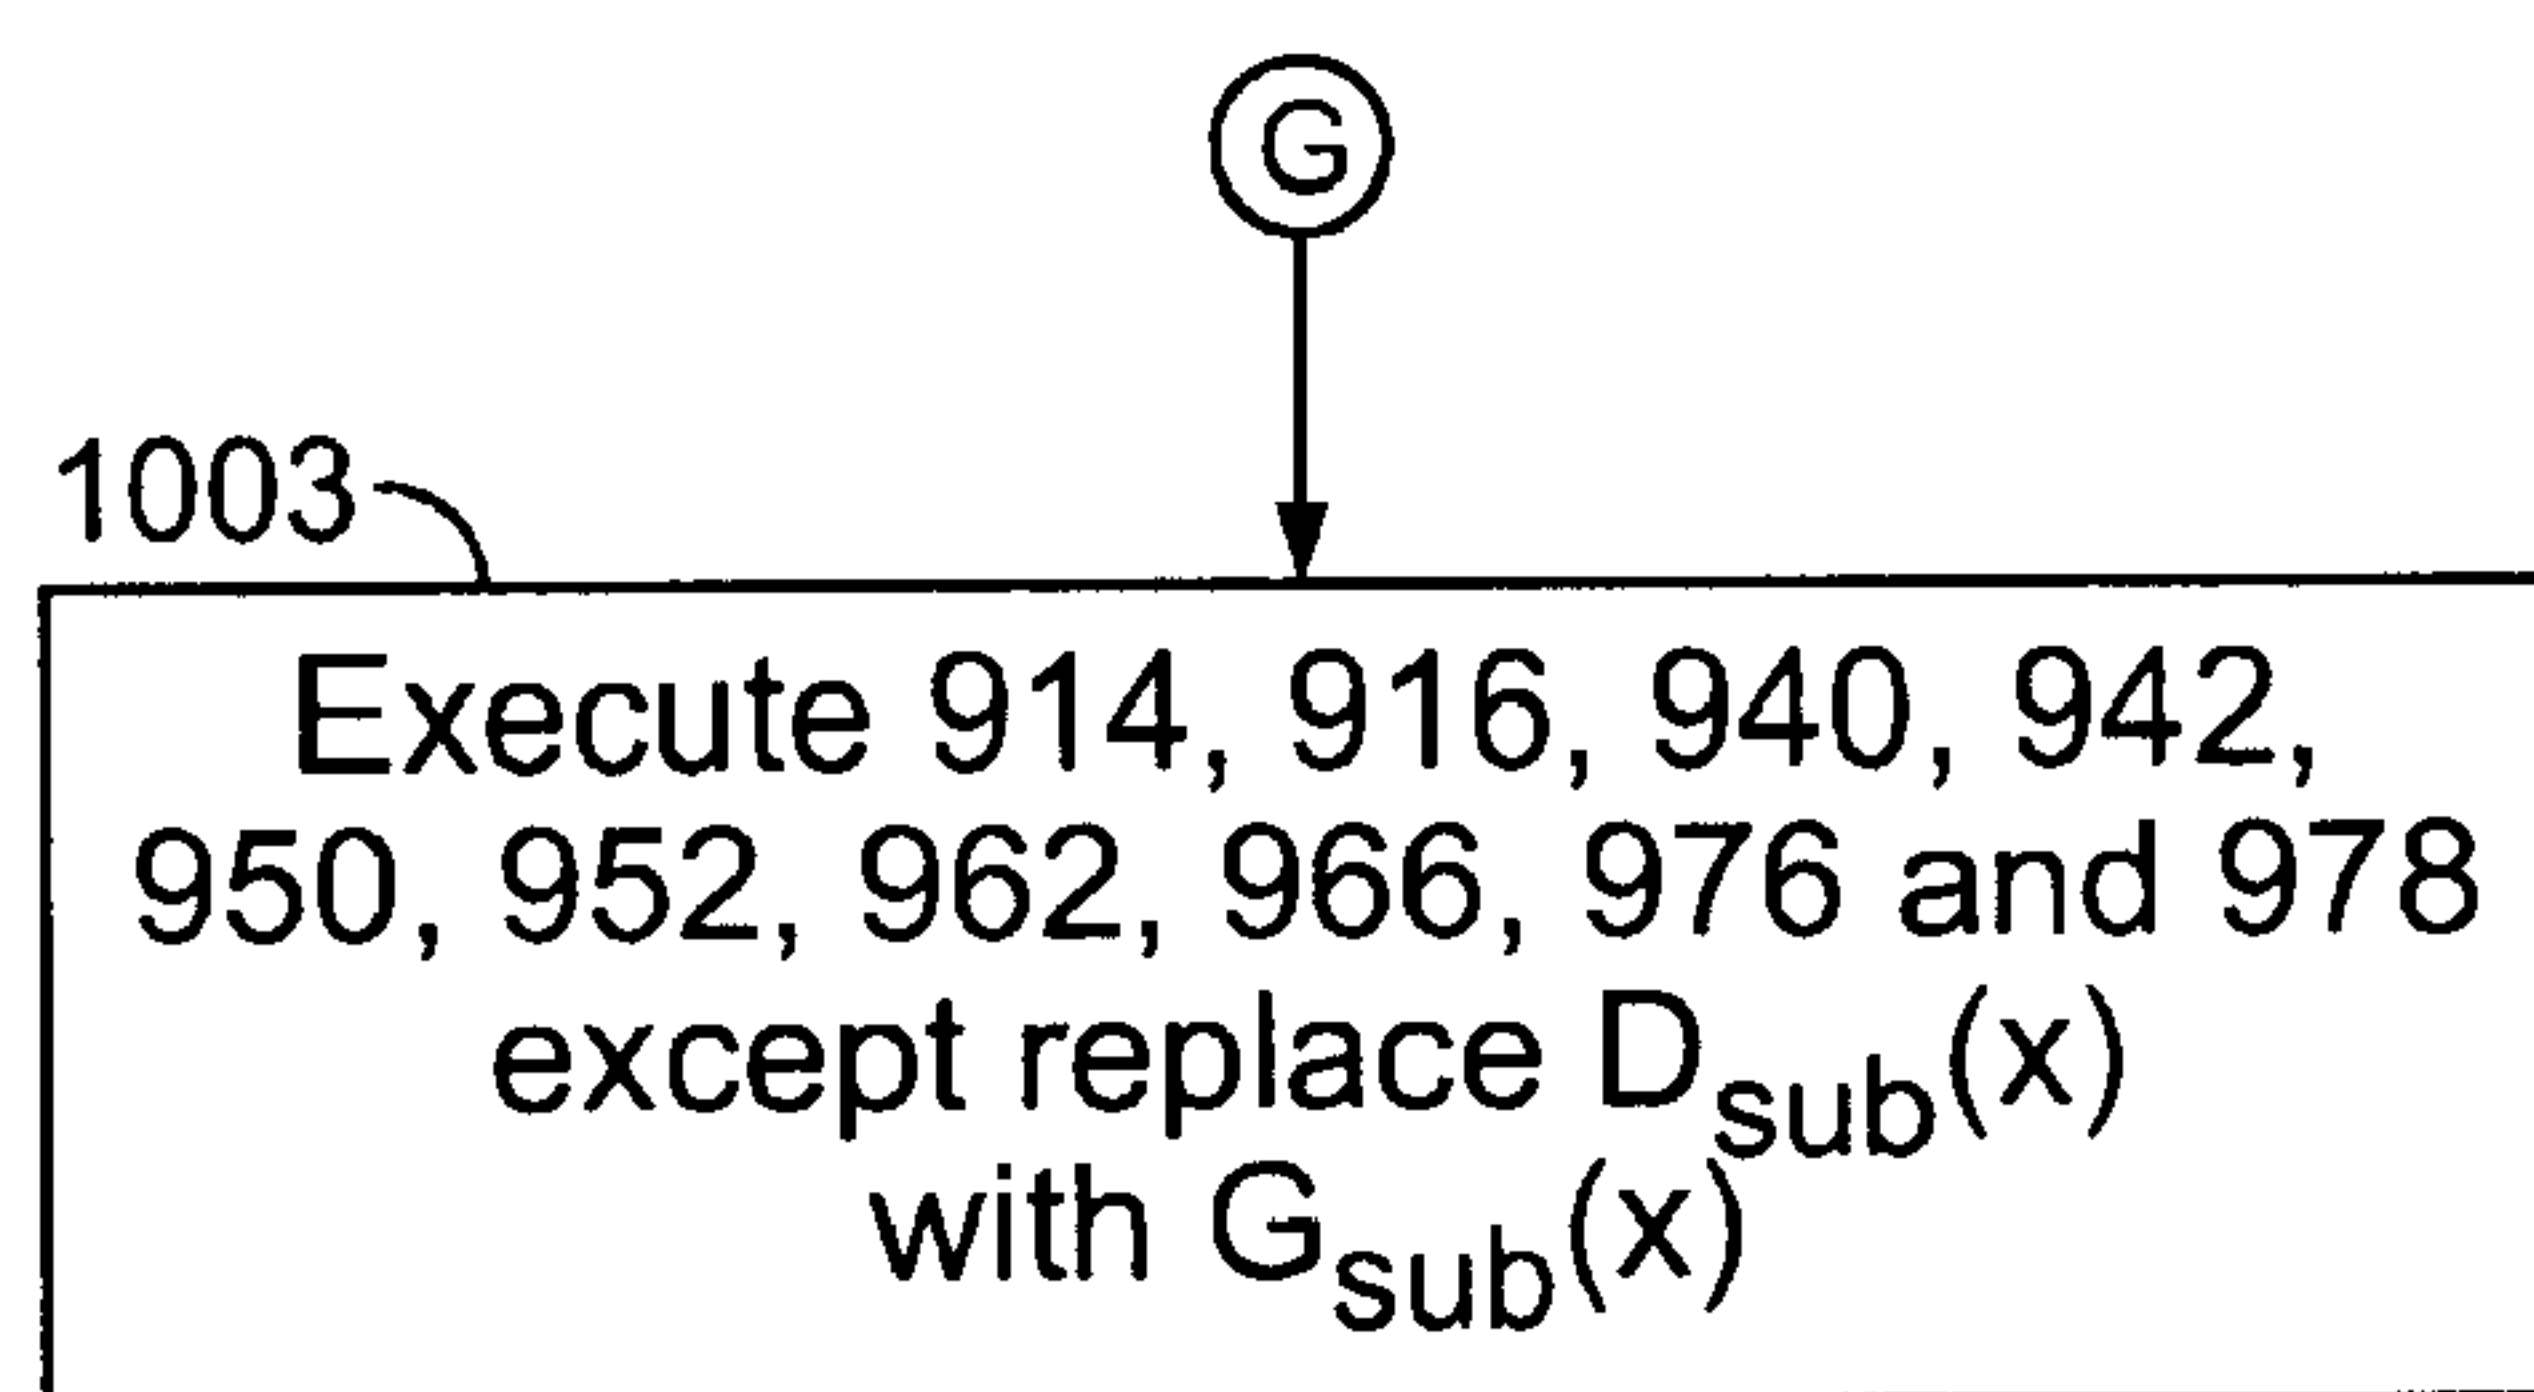 G
1003
Execute 914, 916, 940, 942,
950, 952, 962, 966, 976 and 978
except replace D_sub(x)
with G_sub(x)